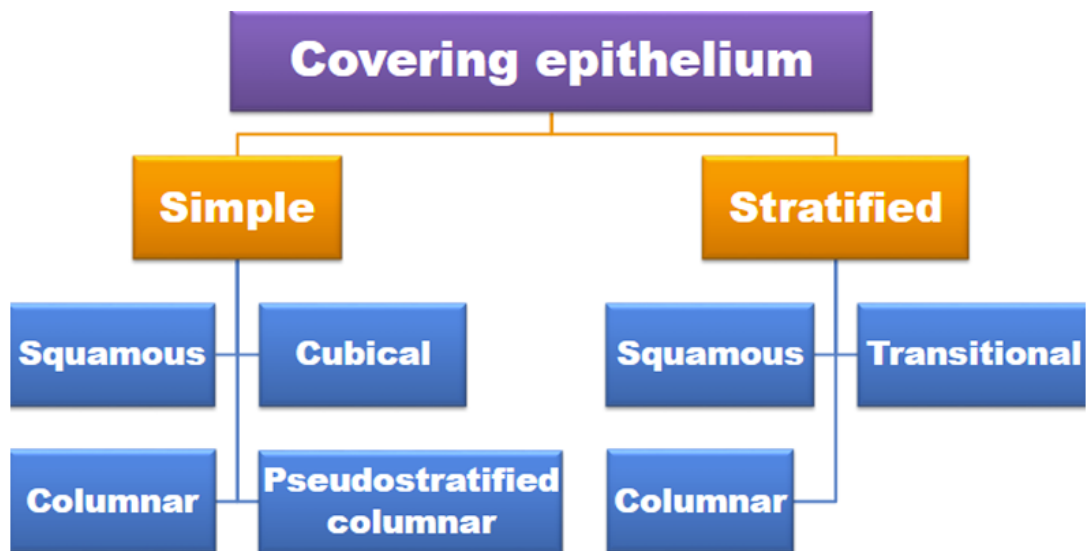 Covering epithelium
Simple
Stratified
Squamous
Cubical
Squamous
Transitional
Columnar
Pseudostratified
columnar
Columnar